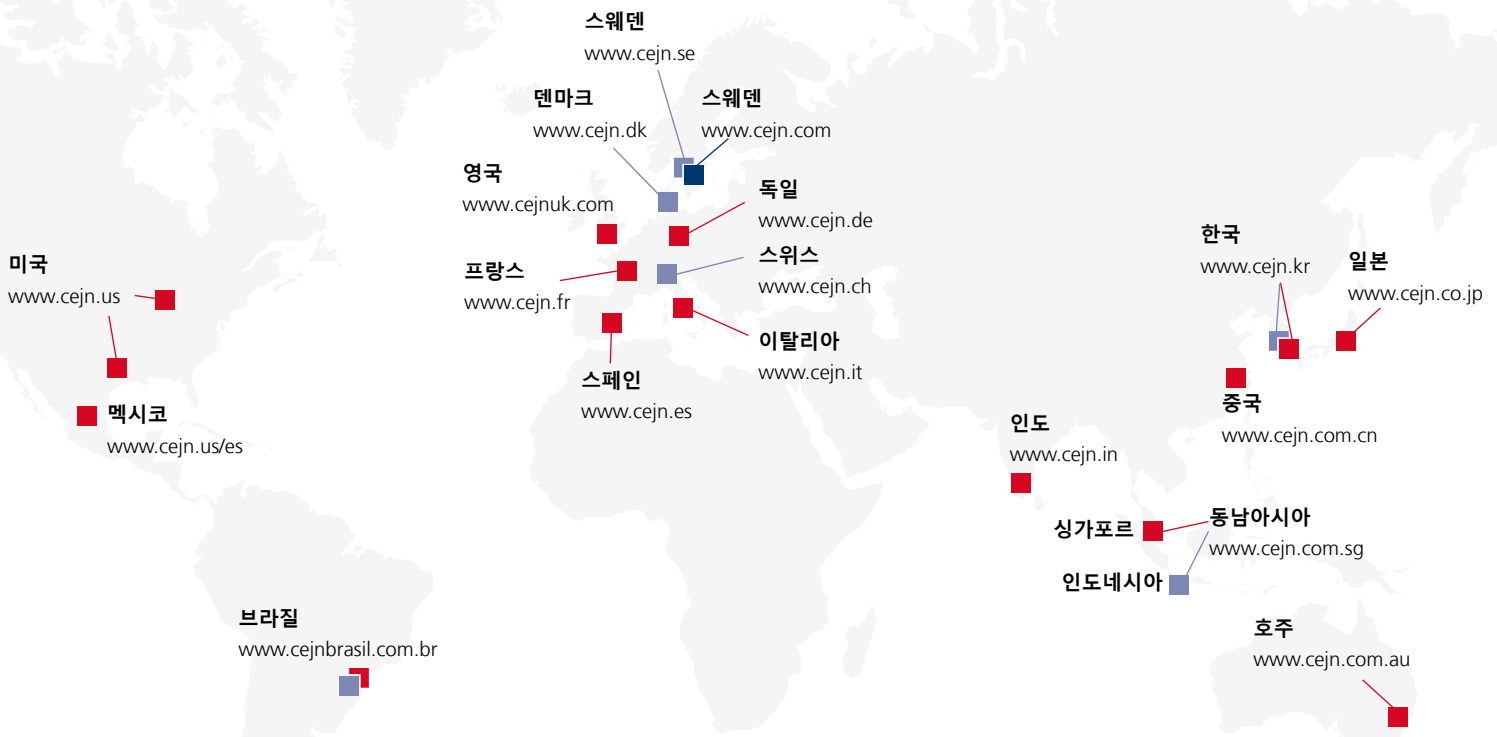 스웨덴
www.cejn.se
덴마크
www.cejn.dk
스웨덴
www.cejn.com
영국
www.cejnuk.com
독일
www.cejn.de
미국
www.cejn.us
프랑스
www.cejn.fr
스위스
www.cejn.ch
한국
www.cejn.kr
일본
www.cejn.co.jp
이탈리아
www.cejn.it
스페인
www.cejn.es
멕시코
www.cejn.us/es
중국
www.cejn.com.cn
인도
www.cejn.in
싱가포르
동남아시아
www.cejn.com.sg
인도네시아
브라질
www.cejnbrasil.com.br
호주
www.cejn.com.au